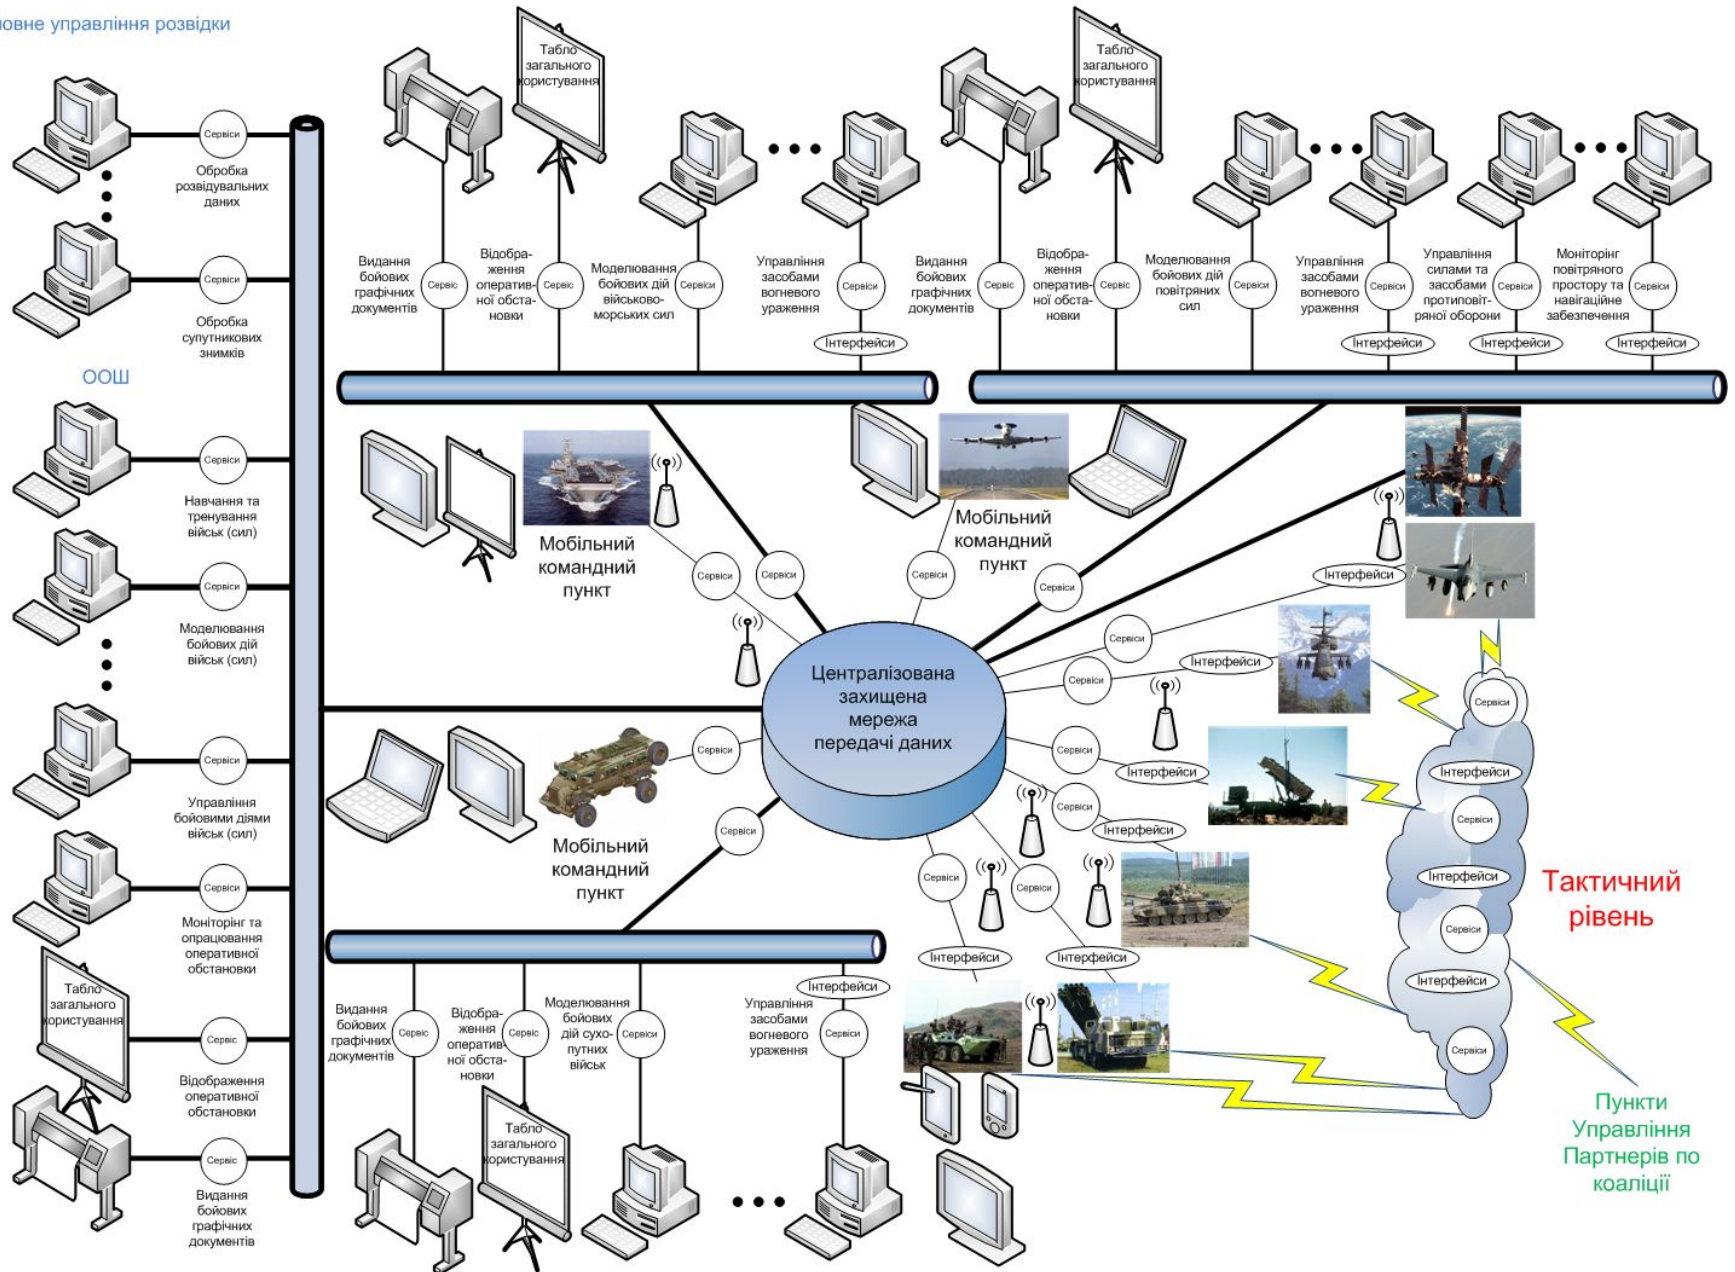 овне управління розвідки
Сервіси
Обробка
розвідувальних
даних
Сервіси
Обробка
супутникових
знимків
ООШ
Сервіси
Навчання та
тренування
військ (сил)
Сервіси
Моделювання
бойових дій
військ (сил)
Сервіси
Управління
бойовими діями
військ (сил)
Сервіси
Моніторінг та
опрацювання
оперативної
обстановки
Табло
загального
користування
Сервіс
Відображення
оперативної
обстановки
Сервіс
Видання
бойових
графічних
документів
Табло
загального
користування
Видання
бойових
графічних
документів
Сервіс
Відобра-
ження
оператив-
ної обста-
новки
Сервіс
Моделювання
бойових дій
військово-
морських сил
Сервіси
Управління
засобами
вогневого
ураження
Сервіси
Інтерфейси
Табло
загального
користування
Видання
бойових
графічних
документів
Сервіс
Відобра-
ження
оператив-
ної обста-
новки
Сервіс
Моделювання
бойових дій
повітряних
сил
Сервіси
Управління
засобами
вогневого
ураження
Сервіси
Інтерфейси
Управління
силами та
засобами
протиповіт-
ряної оборони
Сервіси
Інтерфейси
Моніторінг
повітряного
простору та
навігаційне
забезпечення
Сервіси
Інтерфейси
Мобільний
командний
пункт
Сервіси
Сервіси
Мобільний
командний
пункт
Сервіси
Сервіси
Інтерфейси
Сервіси
Інтерфейси
Сервіси
Централізована
захищена
мережа
передачі даних
Сервіси
Мобільний
командний
пункт
Сервіси
Сервіси
Інтерфейси
Сервіси
Інтерфейси
Сервіси
Сервіси
Інтерфейси
Інтерфейси
Сервіси
Інтерфейси
Сервіси
Інтерфейси
Сервіси
Інтерфейси
Сервіси
Тактичний
рівень
Пункти
Управління
Партнерів по
коаліції
Видання
бойових
графічних
документів
Сервіс
Відобра-
ження
оператив-
ної обста-
новки
Сервіс
Моделювання
бойових
дій сухо-
путних
військ
Сервіси
Інтерфейси
Управління
засобами
вогневого
ураження
Сервіси
Табло
загального
користування